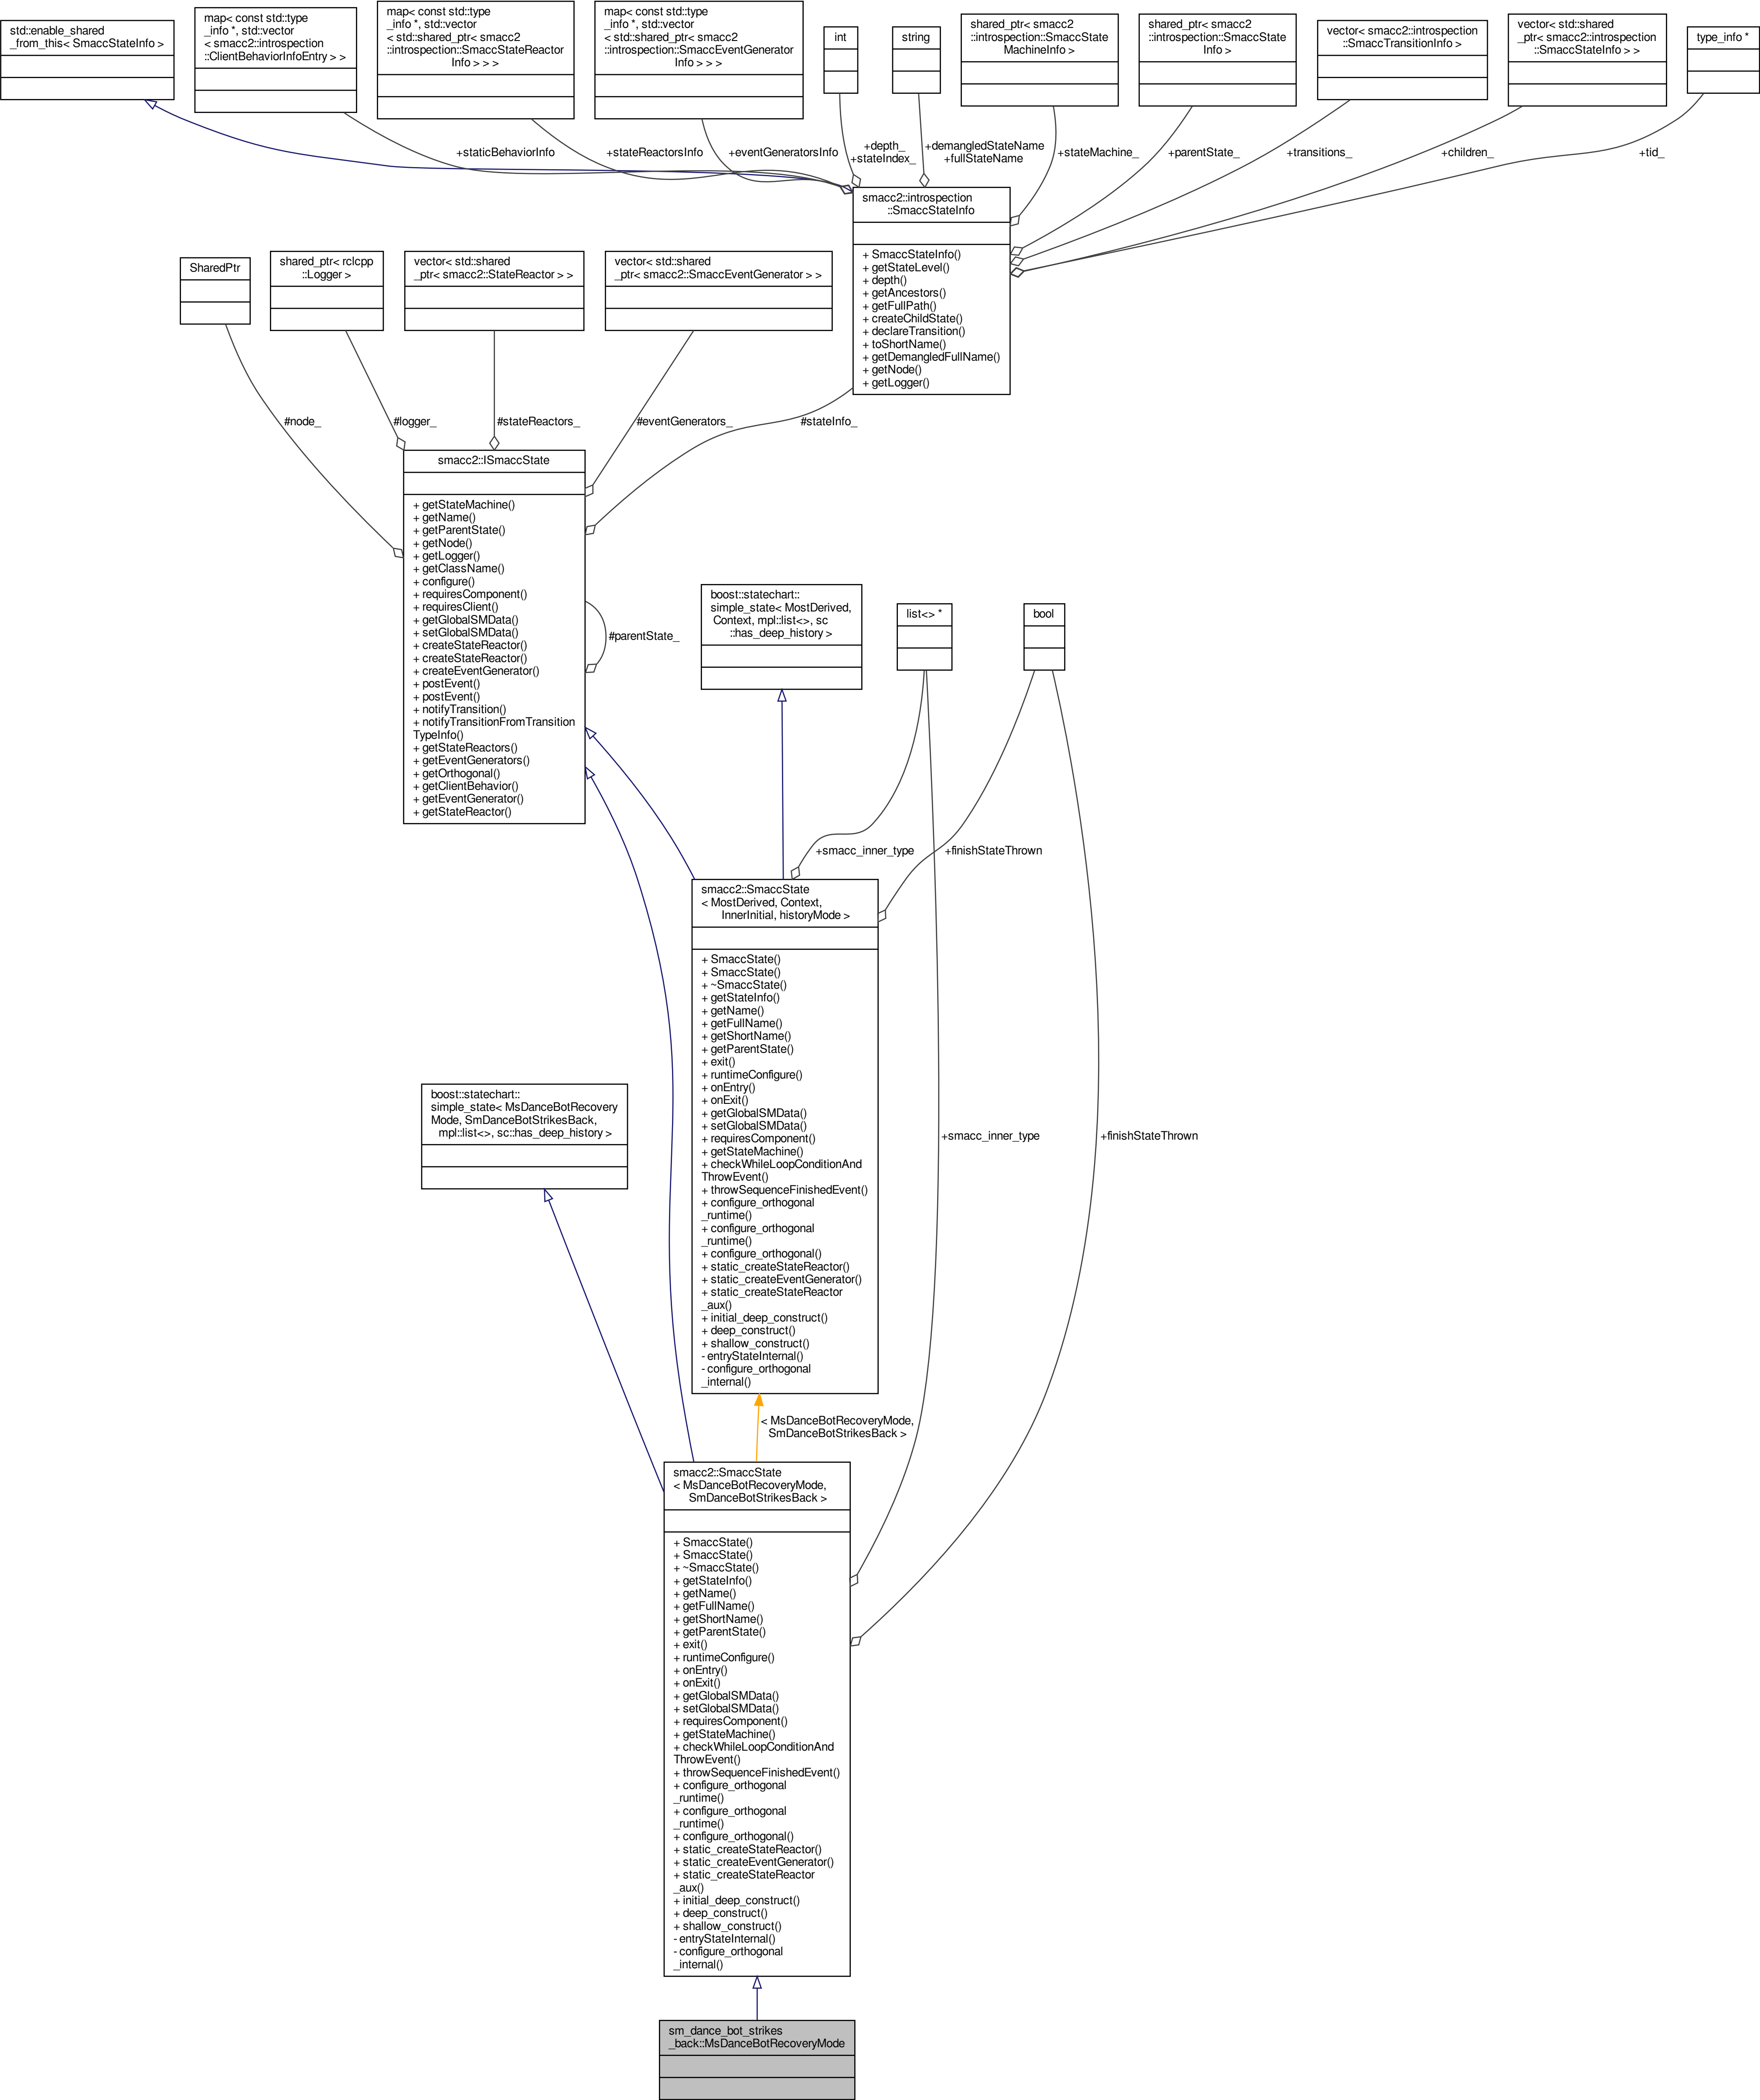 std::enable_shared
_from_this< SmaccStateInfo >
map< const std::type
_info *, std::vector
< smacc2::introspection
::ClientBehaviorInfoEntry > >
map< const std::type
_info *, std::vector
< std::shared_ptr< smacc2
::introspection::SmaccStateReactor
Info > > >
map< const std::type
_info *, std::vector
< std::shared_ptr< smacc2
::introspection::SmaccEventGenerator
Info > > >
int
string
shared_ptr< smacc2
::introspection::SmaccState
MachineInfo >
shared_ptr< smacc2
::introspection::SmaccState
Info >
vector< smacc2::introspection
::SmaccTransitionInfo >
vector< std::shared
_ptr< smacc2::introspection
::SmaccStateInfo > >
type_info *
+staticBehaviorInfo
+stateReactorsInfo
+eventGeneratorsInfo
+depth_
+stateIndex_
+demangledStateName
+fullStateName
+stateMachine_
+parentState_
+transitions_
+children_
+tid_
smacc2::introspection
::SmaccStateInfo
+ SmaccStateInfo()
+ getStateLevel()
+ depth()
+ getAncestors()
+ getFullPath()
+ createChildState()
+ declareTransition()
+ toShortName()
+ getDemangledFullName()
+ getNode()
+ getLogger()
SharedPtr
shared_ptr< rclcpp
::Logger >
vector< std::shared
_ptr< smacc2::StateReactor > >
vector< std::shared
_ptr< smacc2::SmaccEventGenerator > >
#node_
#logger_
#stateReactors_
#eventGenerators_
#stateInfo_
smacc2::ISmaccState
+ getStateMachine()
+ getName()
+ getParentState()
+ getNode()
+ getLogger()
+ getClassName()
+ configure()
+ requiresComponent()
+ requiresClient()
+ getGlobalSMData()
+ setGlobalSMData()
+ createStateReactor()
+ createStateReactor()
+ createEventGenerator()
+ postEvent()
+ postEvent()
+ notifyTransition()
+ notifyTransitionFromTransition
TypeInfo()
+ getStateReactors()
+ getEventGenerators()
+ getOrthogonal()
+ getClientBehavior()
+ getEventGenerator()
+ getStateReactor()
#parentState_
boost::statechart::
simple_state< MostDerived,
Context, mpl::list<>, sc
::has_deep_history >
list<> *
bool
+smacc_inner_type
+finishStateThrown
smacc2::SmaccState
< MostDerived, Context,
InnerInitial, historyMode >
+ SmaccState()
+ SmaccState()
+ ~SmaccState()
+ getStateInfo()
+ getName()
+ getFullName()
+ getShortName()
+ getParentState()
+ exit()
+ runtimeConfigure()
+ onEntry()
+ onExit()
+ getGlobalSMData()
+ setGlobalSMData()
+ requiresComponent()
+ getStateMachine()
+ checkWhileLoopConditionAnd
ThrowEvent()
+ throwSequenceFinishedEvent()
+ configure_orthogonal
_runtime()
+ configure_orthogonal
_runtime()
+ configure_orthogonal()
+ static_createStateReactor()
+ static_createEventGenerator()
+ static_createStateReactor
_aux()
+ initial_deep_construct()
+ deep_construct()
+ shallow_construct()
- entryStateInternal()
- configure_orthogonal
_internal()
boost::statechart::
simple_state< MsDanceBotRecovery
Mode, SmDanceBotStrikesBack,
mpl::list<>, sc::has_deep_history >
+smacc_inner_type
+finishStateThrown
< MsDanceBotRecoveryMode,
SmDanceBotStrikesBack >
smacc2::SmaccState
< MsDanceBotRecoveryMode,
SmDanceBotStrikesBack >
+ SmaccState()
+ SmaccState()
+ ~SmaccState()
+ getStateInfo()
+ getName()
+ getFullName()
+ getShortName()
+ getParentState()
+ exit()
+ runtimeConfigure()
+ onEntry()
+ onExit()
+ getGlobalSMData()
+ setGlobalSMData()
+ requiresComponent()
+ getStateMachine()
+ checkWhileLoopConditionAnd
ThrowEvent()
+ throwSequenceFinishedEvent()
+ configure_orthogonal
_runtime()
+ configure_orthogonal
_runtime()
+ configure_orthogonal()
+ static_createStateReactor()
+ static_createEventGenerator()
+ static_createStateReactor
_aux()
+ initial_deep_construct()
+ deep_construct()
+ shallow_construct()
- entryStateInternal()
- configure_orthogonal
_internal()
sm_dance_bot_strikes
_back::MsDanceBotRecoveryMode